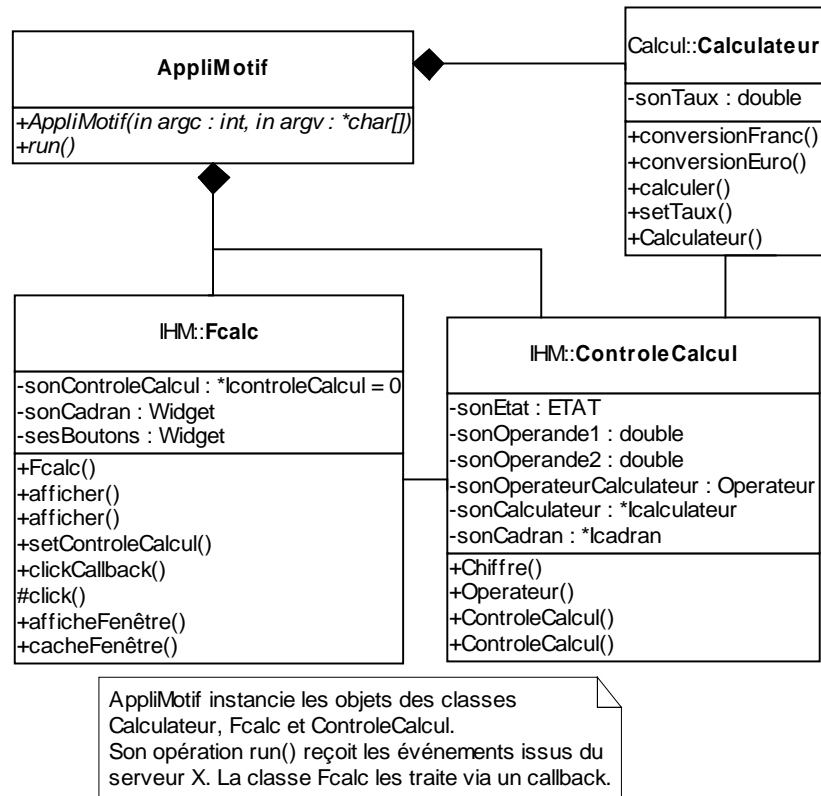 AppliMotif
+AppliMotif(in argc : int, in argv : *char[])
+run()
Calcul::Calculateur
-sonTaux : double
+conversionFranc()
+conversionEuro()
+calculer()
+setTaux()
+Calculateur()
IHM::Fcalc
-sonControleCalcul : *IcontroleCalcul = 0
-sonCadran : Widget
-sesBoutons : Widget
+Fcalc()
+afficher()
+afficher()
+setControleCalcul()
+clickCallback()
#click()
+afficheFenêtre()
+cacheFenêtre()
IHM::ControleCalcul
-sonEtat : ETAT
-sonOperande1 : double
-sonOperande2 : double
-sonOperateurCalculateur : Operateur
-sonCalculateur : *Icalculateur
-sonCadran : *Icadran
+Chiffre()
+Operateur()
+ControleCalcul()
+ControleCalcul()
AppliMotif instancie les objets des classes
Calculateur, Fcalc et ControleCalcul.
Son opération run() reçoit les événements issus du
serveur X. La classe Fcalc les traite via un callback.